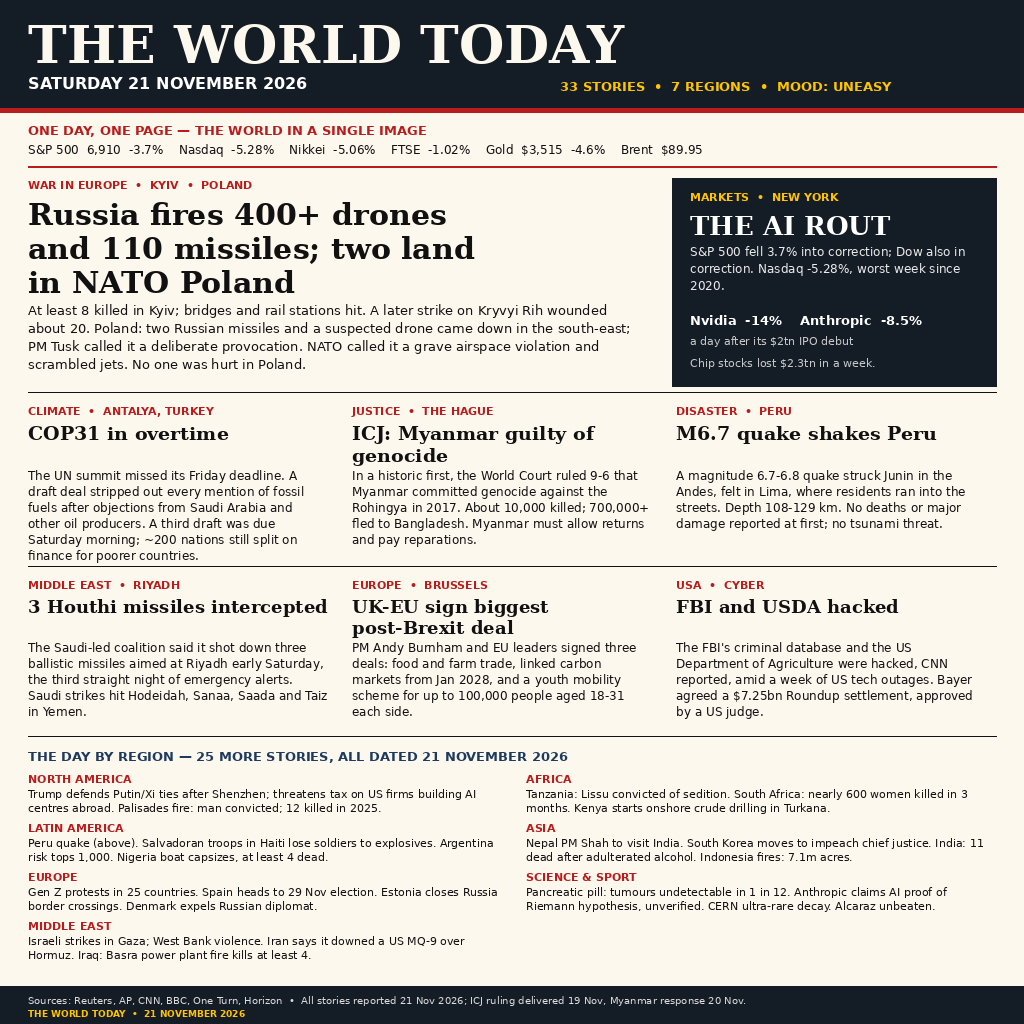 THE WORLD TODAY
SATURDAY 21 NOVEMBER 2026
33 STORIES • 7 REGIONS • MOOD: UNEASY
ONE DAY, ONE PAGE — THE WORLD IN A SINGLE IMAGE
S&P 500 6,910 -3.7% Nasdaq -5.28% Nikkei -5.06% FTSE -1.02% Gold $3,515 -4.6% Brent $89.95
WAR IN EUROPE • KYIV • POLAND
Russia fires 400+ drones
and 110 missiles; two land
in NATO Poland
At least 8 killed in Kyiv; bridges and rail stations hit. A later strike on Kryvyi Rih wounded
about 20. Poland: two Russian missiles and a suspected drone came down in the south-east;
PM Tusk called it a deliberate provocation. NATO called it a grave airspace violation and
scrambled jets. No one was hurt in Poland.
MARKETS • NEW YORK
THE AI ROUT
S&P 500 fell 3.7% into correction; Dow also in
correction. Nasdaq -5.28%, worst week since
2020.
Nvidia -14% Anthropic -8.5%
a day after its $2tn IPO debut
Chip stocks lost $2.3tn in a week.
CLIMATE • ANTALYA, TURKEY
COP31 in overtime
The UN summit missed its Friday deadline. A
draft deal stripped out every mention of fossil
fuels after objections from Saudi Arabia and
other oil producers. A third draft was due
Saturday morning; ~200 nations still split on
finance for poorer countries.
JUSTICE • THE HAGUE
ICJ: Myanmar guilty of
genocide
In a historic first, the World Court ruled 9-6 that
Myanmar committed genocide against the
Rohingya in 2017. About 10,000 killed; 700,000+
fled to Bangladesh. Myanmar must allow returns
and pay reparations.
DISASTER • PERU
M6.7 quake shakes Peru
A magnitude 6.7-6.8 quake struck Junin in the
Andes, felt in Lima, where residents ran into the
streets. Depth 108-129 km. No deaths or major
damage reported at first; no tsunami threat.
MIDDLE EAST • RIYADH
3 Houthi missiles intercepted
The Saudi-led coalition said it shot down three
ballistic missiles aimed at Riyadh early Saturday,
the third straight night of emergency alerts.
Saudi strikes hit Hodeidah, Sanaa, Saada and Taiz
in Yemen.
EUROPE • BRUSSELS
UK-EU sign biggest
post-Brexit deal
PM Andy Burnham and EU leaders signed three
deals: food and farm trade, linked carbon
markets from Jan 2028, and a youth mobility
scheme for up to 100,000 people aged 18-31
each side.
USA • CYBER
FBI and USDA hacked
The FBI's criminal database and the US
Department of Agriculture were hacked, CNN
reported, amid a week of US tech outages. Bayer
agreed a $7.25bn Roundup settlement, approved
by a US judge.
THE DAY BY REGION — 25 MORE STORIES, ALL DATED 21 NOVEMBER 2026
NORTH AMERICA
Trump defends Putin/Xi ties after Shenzhen; threatens tax on US firms building AI
centres abroad. Palisades fire: man convicted; 12 killed in 2025.
LATIN AMERICA
Peru quake (above). Salvadoran troops in Haiti lose soldiers to explosives. Argentina
risk tops 1,000. Nigeria boat capsizes, at least 4 dead.
EUROPE
Gen Z protests in 25 countries. Spain heads to 29 Nov election. Estonia closes Russia
border crossings. Denmark expels Russian diplomat.
MIDDLE EAST
Israeli strikes in Gaza; West Bank violence. Iran says it downed a US MQ-9 over
Hormuz. Iraq: Basra power plant fire kills at least 4.
AFRICA
Tanzania: Lissu convicted of sedition. South Africa: nearly 600 women killed in 3
months. Kenya starts onshore crude drilling in Turkana.
ASIA
Nepal PM Shah to visit India. South Korea moves to impeach chief justice. India: 11
dead after adulterated alcohol. Indonesia fires: 7.1m acres.
SCIENCE & SPORT
Pancreatic pill: tumours undetectable in 1 in 12. Anthropic claims AI proof of
Riemann hypothesis, unverified. CERN ultra-rare decay. Alcaraz unbeaten.
Sources: Reuters, AP, CNN, BBC, One Turn, Horizon • All stories reported 21 Nov 2026; ICJ ruling delivered 19 Nov, Myanmar response 20 Nov.
THE WORLD TODAY • 21 NOVEMBER 2026